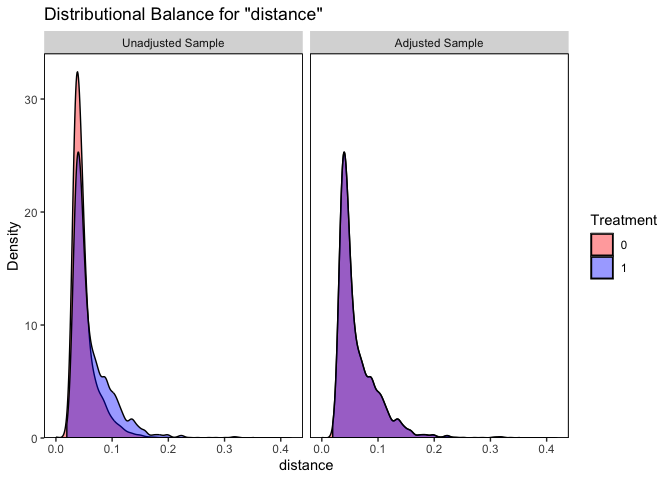 Distributional Balance for "distance"
Unadjusted Sample
Adjusted Sample
Density
30
20
10
0
0.0 0.1 0.2 0.3 0.4
0.0 0.1 0.2 0.3 0.4
distance
Treatment
0
1